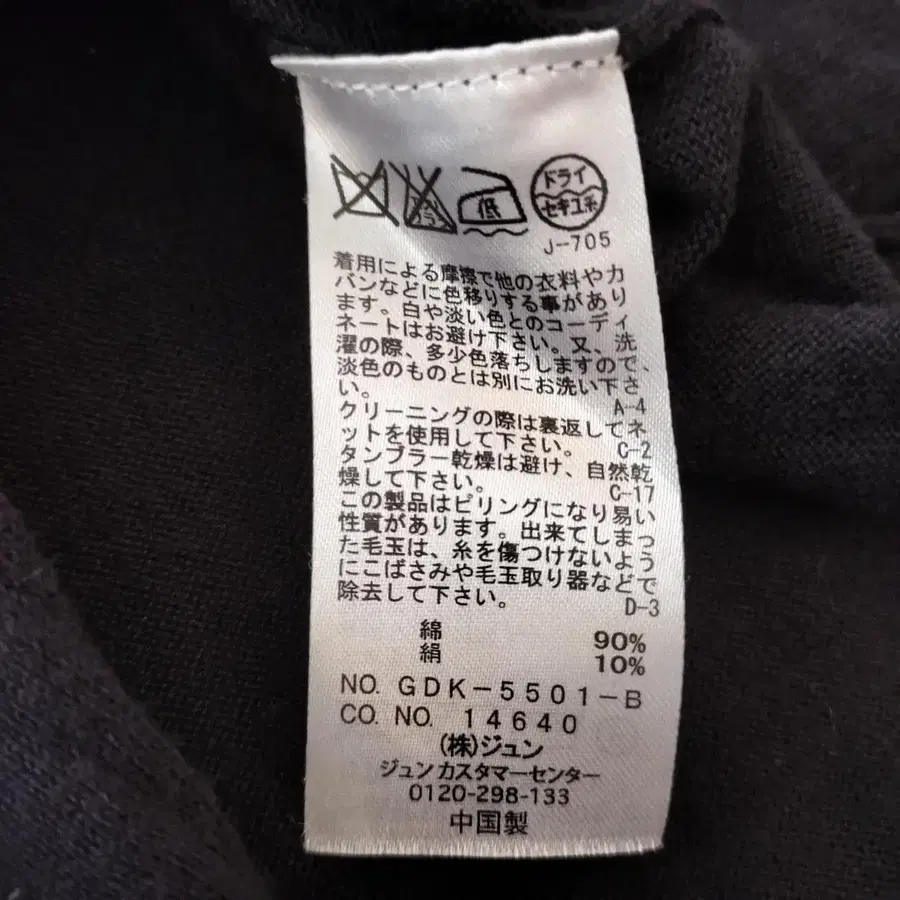 低
ドライ
セキユ系
J-705
着用による摩擦で他の衣料やカ
バンなどに色移りする事があり
ます。白や淡い色とのコーディ
ネートはお避け下さい。又、洗
濯の際、多少色落ちしますので、
淡色のものとは別にお洗い下さ
い。
A-4
クリーニングの際は裏返してネ
ットを使用して下さい。 C-2
タンブラー乾燥は避け、自然乾
燥して下さい。 C-17
この製品はピリングになり易い
性質があります。出来てしまっ
た毛玉は、糸を傷つけないよう
にこばさみや毛玉取り器などで
除去して下さい。 D-3
綿 90%
絹 10%
NO. GDK-5501-B
CO. NO. 14640
(株)ジュン
ジュン カスタマーセンター
0120-298-133
中国製